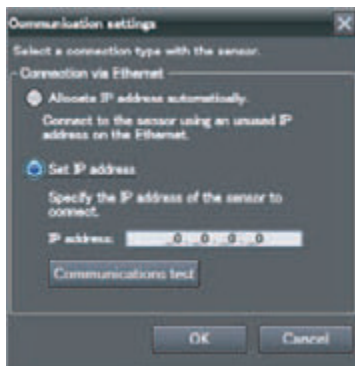 Communication settings
Select a connection type with the sensor.
Connection via Ethernet
Allocate IP address automatically.
Connect to the sensor using an unused IP
address on the Ethernet.
Set IP address
Specify the IP address of the sensor to
connect.
IP address: 0 . 0 . 0 . 0
Communications test
OK Cancel